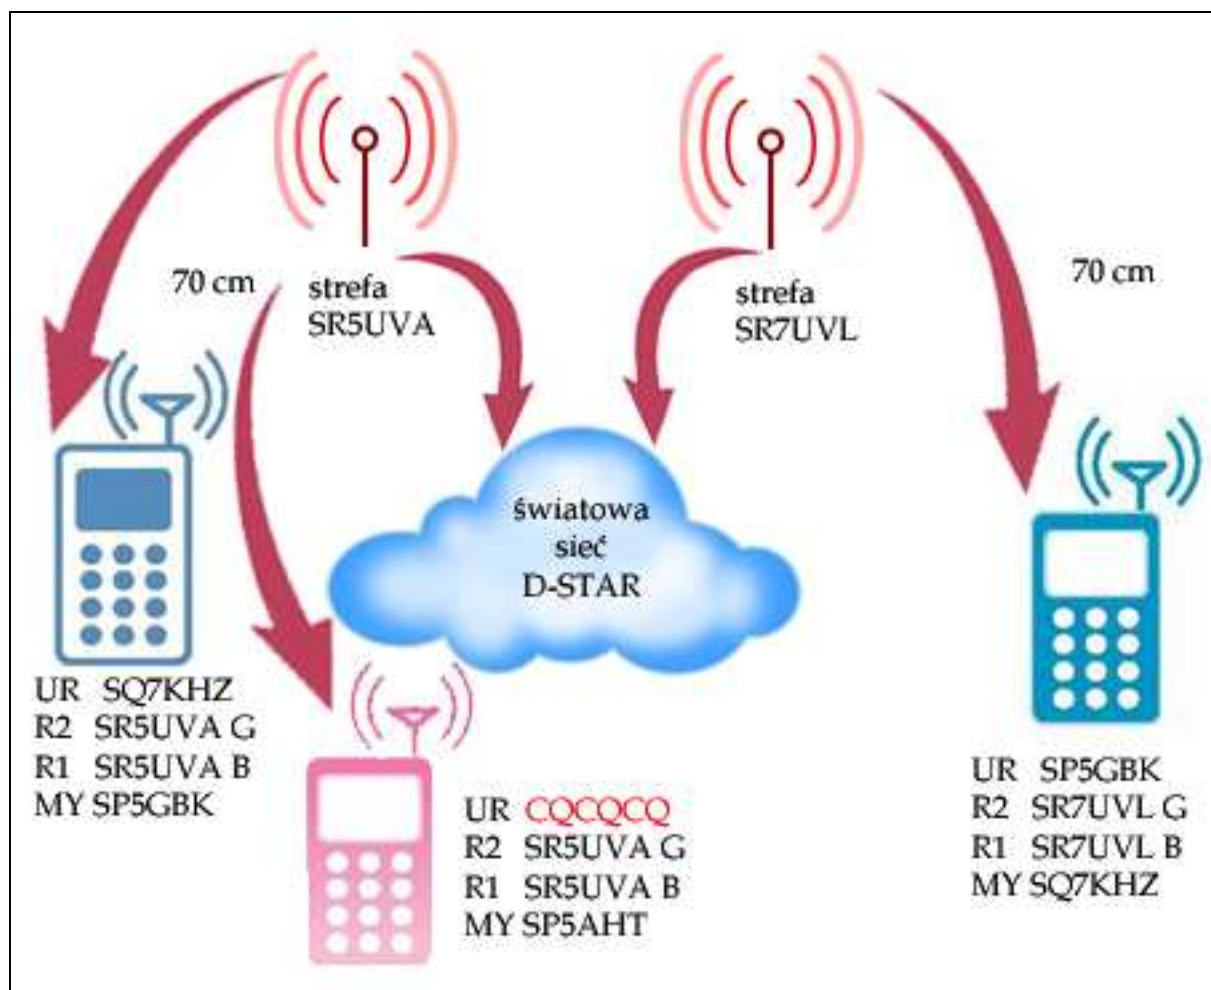 70 cm
strefa
SR5UVA
strefa
SR7UVL
70 cm
światowa
sieć
D-STAR
UR SQ7KHZ
R2 SR5UVA G
R1 SR5UVA B
MY SP5GBK
UR CQCQCQ
R2 SR5UVA G
R1 SR5UVA B
MY SP5AHT
UR SP5GBK
R2 SR7UVL G
R1 SR7UVL B
MY SQ7KHZ